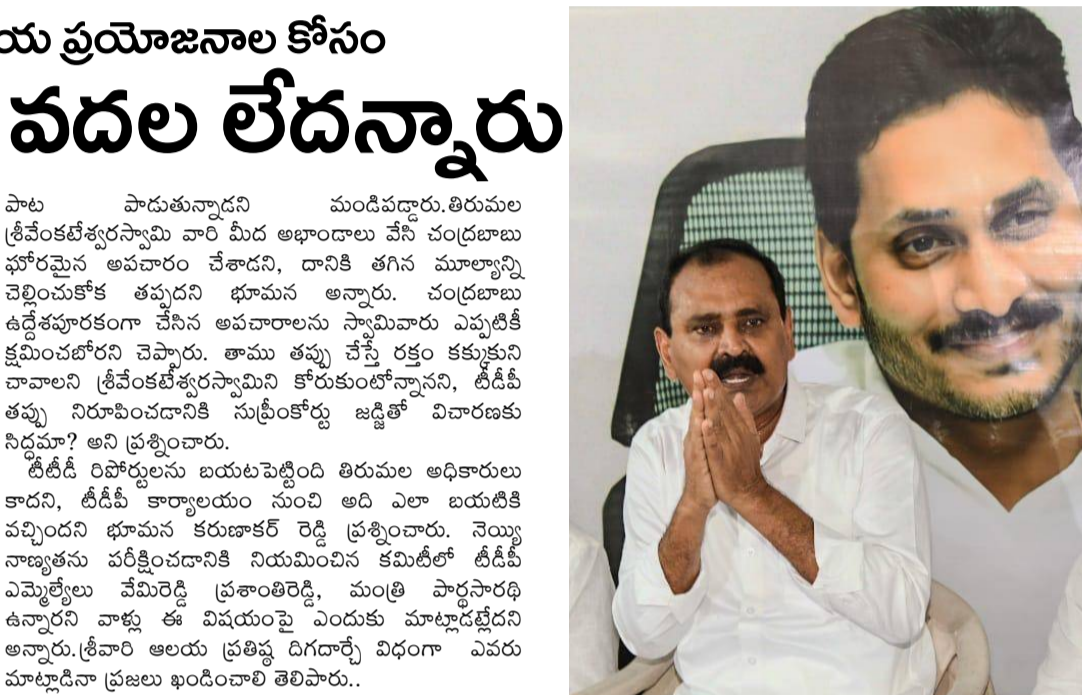 య ప్రయోజనాల కోసం
వదల లేదన్నారు
పాట పాడుతున్నాడని మండిపడ్డారు.తిరుమల
శ్రీవేంకటేశ్వరస్వామి వారి మీద అభాండాలు వేసి చంద్రబాబు
ఘోరమైన అపచారం చేశాడని, దానికి తగిన మూల్యాన్ని
చెల్లించుకోక తప్పదని భూమన అన్నారు. చంద్రబాబు
ఉద్దేశపూరకంగా చేసిన అపచారాలను స్వామివారు ఎప్పటికీ
క్షమించబోరని చెప్పారు. తాము తప్పు చేస్తే రక్తం కక్కుకుని
చావాలని శ్రీవేంకటేశ్వరస్వామిని కోరుకుంటోన్నానని, టీడీపీ
తప్పు నిరూపించడానికి సుప్రీంకోర్టు జడ్జితో విచారణకు
సిద్ధమా? అని ప్రశ్నించారు.
టీటీడీ రిపోర్టులను బయటపెట్టింది తిరుమల అధికారులు
కాదని, టీడీపీ కార్యాలయం నుంచి అది ఎలా బయటికి
వచ్చిందని భూమన కరుణాకర్ రెడ్డి ప్రశ్నించారు. నెయ్యి
నాణ్యతను పరీక్షించడానికి నియమించిన కమిటీలో టీడీపీ
ఎమ్మెల్యేలు వేమిరెడ్డి ప్రశాంతిరెడ్డి, మంత్రి పార్థసారథి
ఉన్నారని వాళ్లు ఈ విషయంపై ఎందుకు మాట్లాడట్లేదని
అన్నారు.శ్రీవారి ఆలయ ప్రతిష్ఠ దిగదార్చే విధంగా ఎవరు
మాట్లాడినా ప్రజలు ఖండించాలి తెలిపారు..